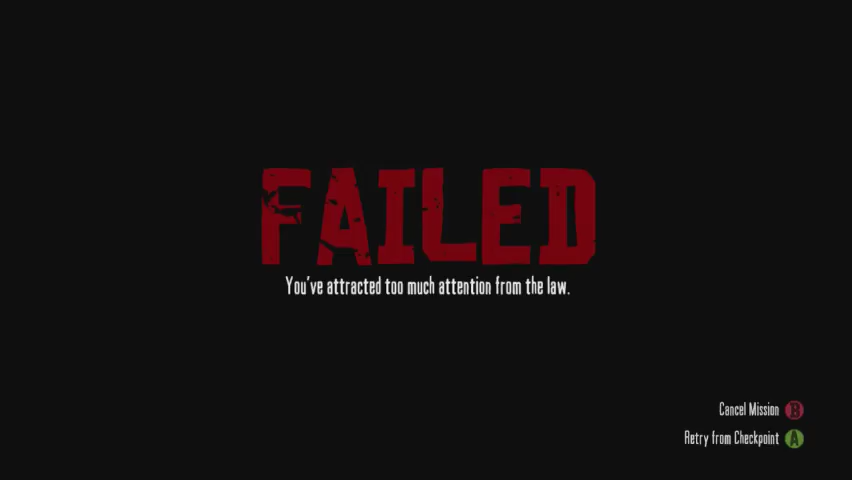 FAILED
You've attracted too much attention from the law.
Cancel Mission B
Retry from Checkpoint A